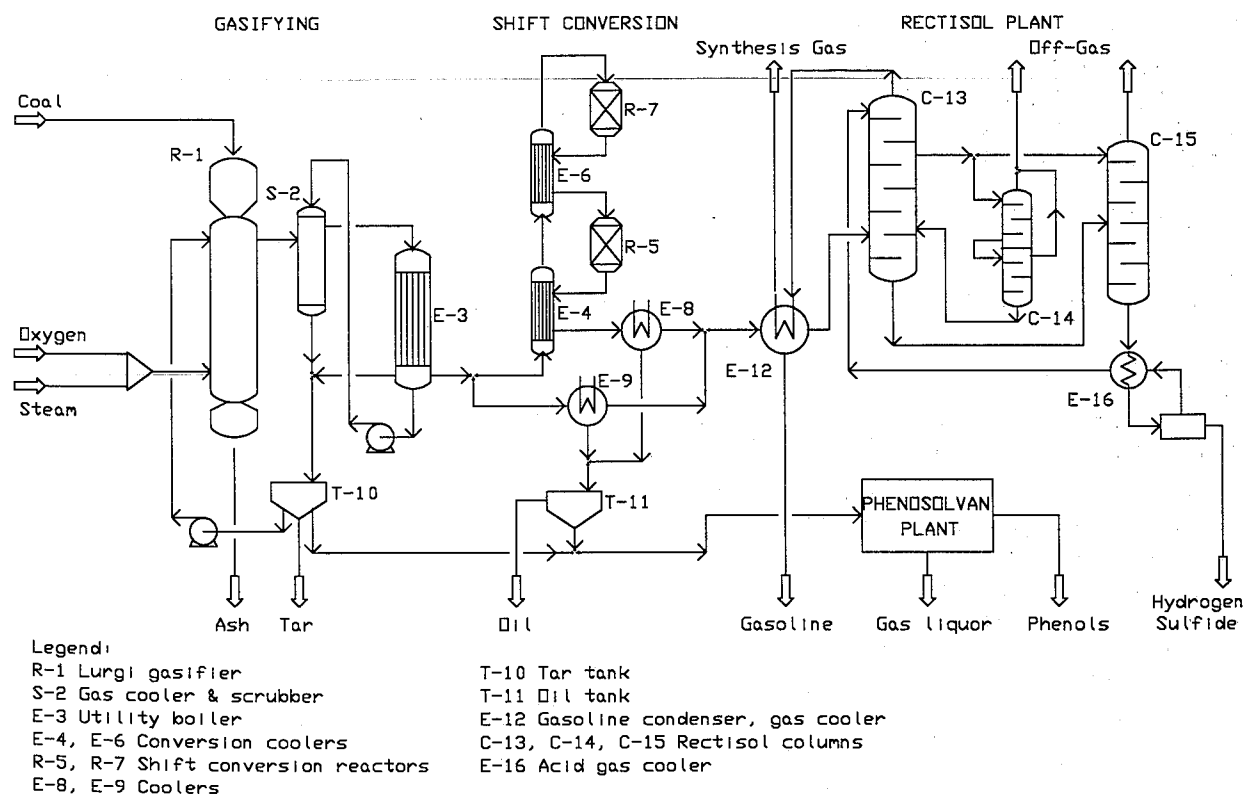 GASIFYING
SHIFT CONVERSION
RECTISOL PLANT
Synthesis Gas
Off-Gas
Coal
R-1
S-2
R-7
E-6
R-5
E-4
E-3
E-8
E-9
E-12
C-13
C-15
C-14
E-16
Oxygen
Steam
T-10
T-11
PHENOSOLVAN
PLANT
Ash
Tar
Oil
Gasoline
Gas liquor
Phenols
Hydrogen
Sulfide
Legend:
R-1 Lurgi gasifier
S-2 Gas cooler & scrubber
E-3 Utility boiler
E-4, E-6 Conversion coolers
R-5, R-7 Shift conversion reactors
E-8, E-9 Coolers
T-10 Tar tank
T-11 Oil tank
E-12 Gasoline condenser, gas cooler
C-13, C-14, C-15 Rectisol columns
E-16 Acid gas cooler